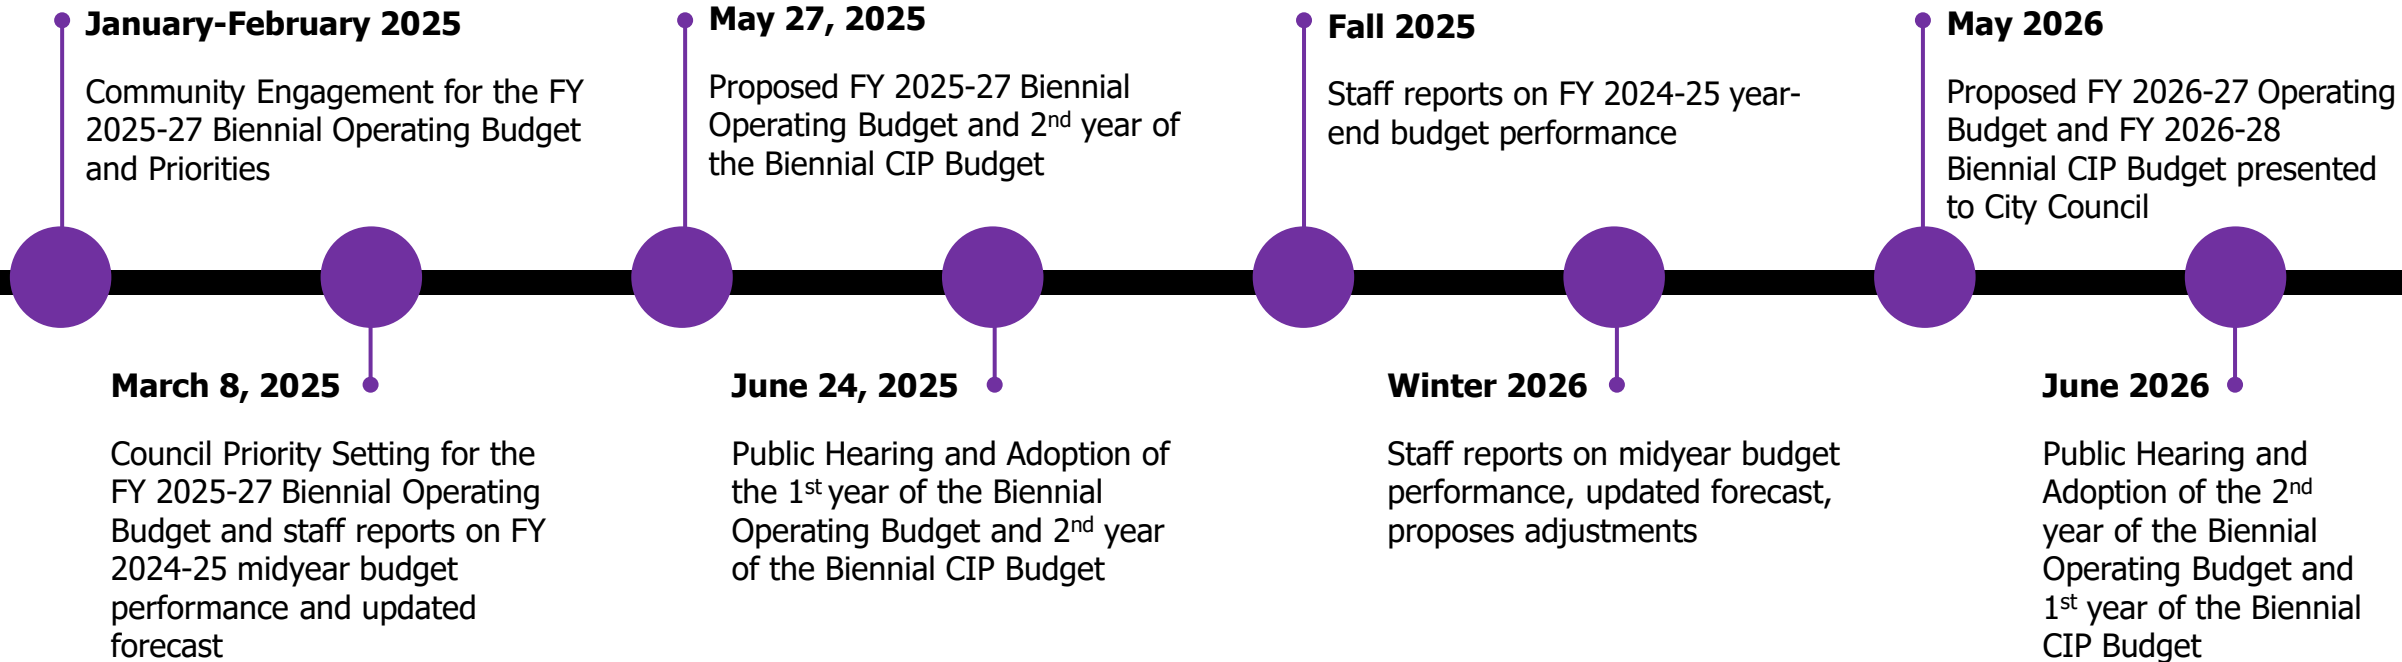 January-February 2025
Community Engagement for the FY
2025-27 Biennial Operating Budget
and Priorities
March 8, 2025
Council Priority Setting for the
FY 2025-27 Biennial Operating
Budget and staff reports on FY
2024-25 midyear budget
performance and updated
forecast
May 27, 2025
Proposed FY 2025-27 Biennial
Operating Budget and 2nd year of
the Biennial CIP Budget
June 24, 2025
Public Hearing and Adoption of
the 1st year of the Biennial
Operating Budget and 2nd year
of the Biennial CIP Budget
Fall 2025
Staff reports on FY 2024-25 year-
end budget performance
Winter 2026
Staff reports on midyear budget
performance, updated forecast,
proposes adjustments
May 2026
Proposed FY 2026-27 Operating
Budget and FY 2026-28
Biennial CIP Budget presented
to City Council
June 2026
Public Hearing and
Adoption of the 2nd
year of the Biennial
Operating Budget and
1st year of the Biennial
CIP Budget